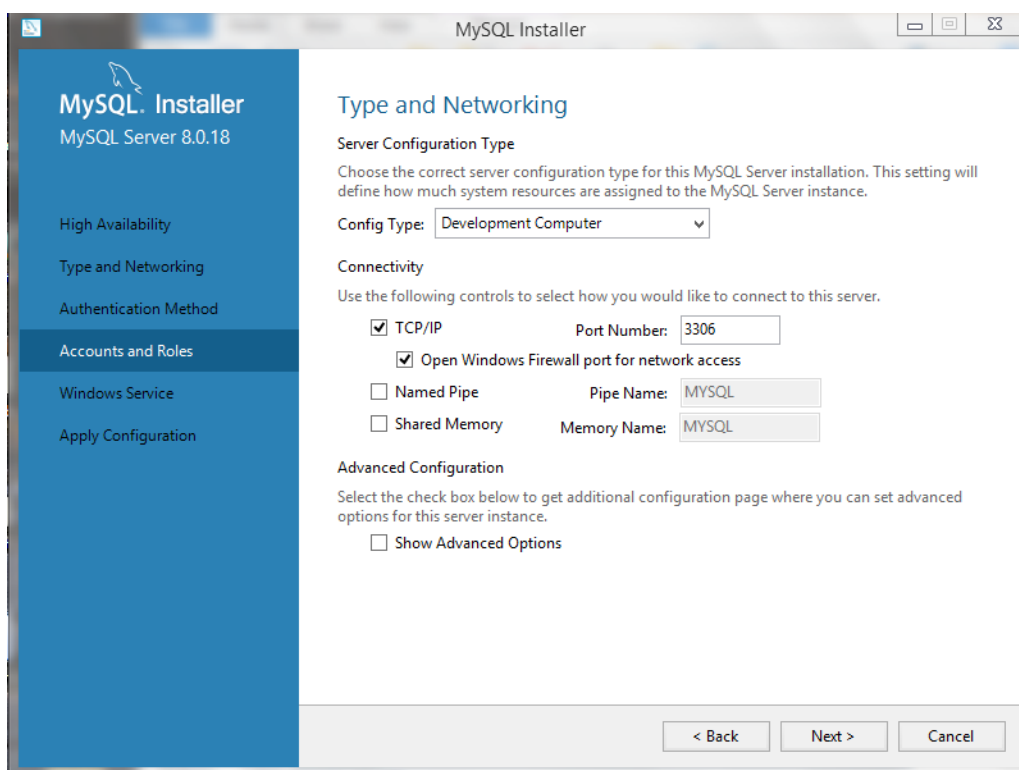 MySQL Installer
MySQL. Installer
MySQL Server 8.0.18
High Availability
Type and Networking
Authentication Method
Accounts and Roles
Windows Service
Apply Configuration
Type and Networking
Server Configuration Type
Choose the correct server configuration type for this MySQL Server installation. This setting will
define how much system resources are assigned to the MySQL Server instance.
Config Type: Development Computer
Connectivity
Use the following controls to select how you would like to connect to this server.
TCP/IP Port Number: 3306
Open Windows Firewall port for network access
Named Pipe Pipe Name: MYSQL
Shared Memory Memory Name: MYSQL
Advanced Configuration
Select the check box below to get additional configuration page where you can set advanced
options for this server instance.
Show Advanced Options
< Back Next > Cancel